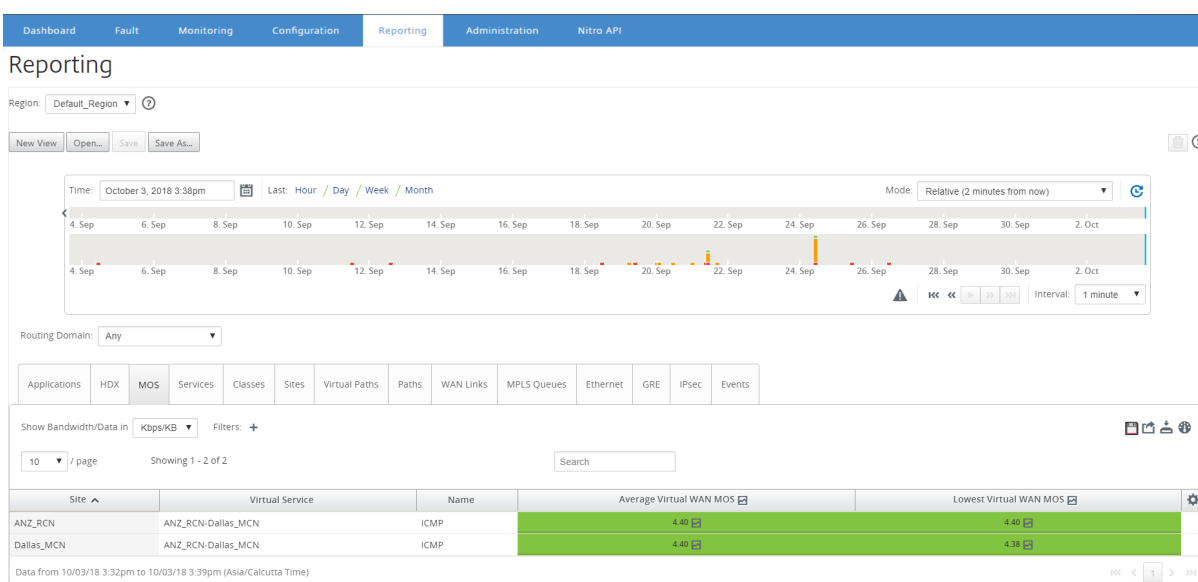 Dashboard Fault Monitoring Configuration Reporting Administration Nitro API
Reporting
Region: Default_Region
New View Open... Save Save As...
Time: October 3, 2018 3:38pm Last: Hour / Day / Week / Month Mode: Relative (2 minutes from now)
4. Sep 6. Sep 8. Sep 10. Sep 12. Sep 14. Sep 16. Sep 18. Sep 20. Sep 22. Sep 24. Sep 26. Sep 28. Sep 30. Sep 2. Oct
4. Sep 6. Sep 8. Sep 10. Sep 12. Sep 14. Sep 16. Sep 18. Sep 20. Sep 22. Sep 24. Sep 26. Sep 28. Sep 30. Sep 2. Oct
Interval: 1 minute
Routing Domain: Any
Applications HDX MOS Services Classes Sites Virtual Paths Paths WAN Links MPLS Queues Ethernet GRE IPsec Events
Show Bandwidth/Data in Kbps/KB Filters: +
10 / page Showing 1 - 2 of 2 Search
Site Virtual Service Name Average Virtual WAN MOS Lowest Virtual WAN MOS
ANZ_RCN ANZ_RCN-Dallas_MCN ICMP 4.40 4.40
Dallas_MCN ANZ_RCN-Dallas_MCN ICMP 4.40 4.38
Data from 10/03/18 3:32pm to 10/03/18 3:39pm (Asia/Calcutta Time) 1